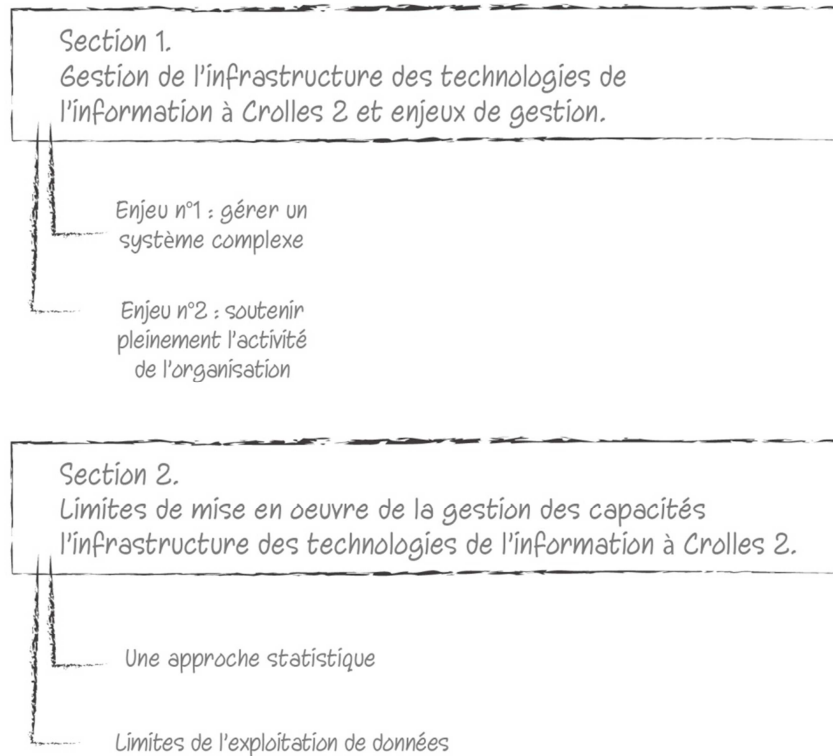 Section 1.
Gestion de l'infrastructure des technologies de
l'information à Crolles 2 et enjeux de gestion.
Enjeu n°1 : gérer un
système complexe
Enjeu n°2 : soutenir
pleinement l'activité
de l'organisation
Section 2.
Limites de mise en oeuvre de la gestion des capacités
l'infrastructure des technologies de l'information à Crolles 2.
Une approche statistique
Limites de l'exploitation de données